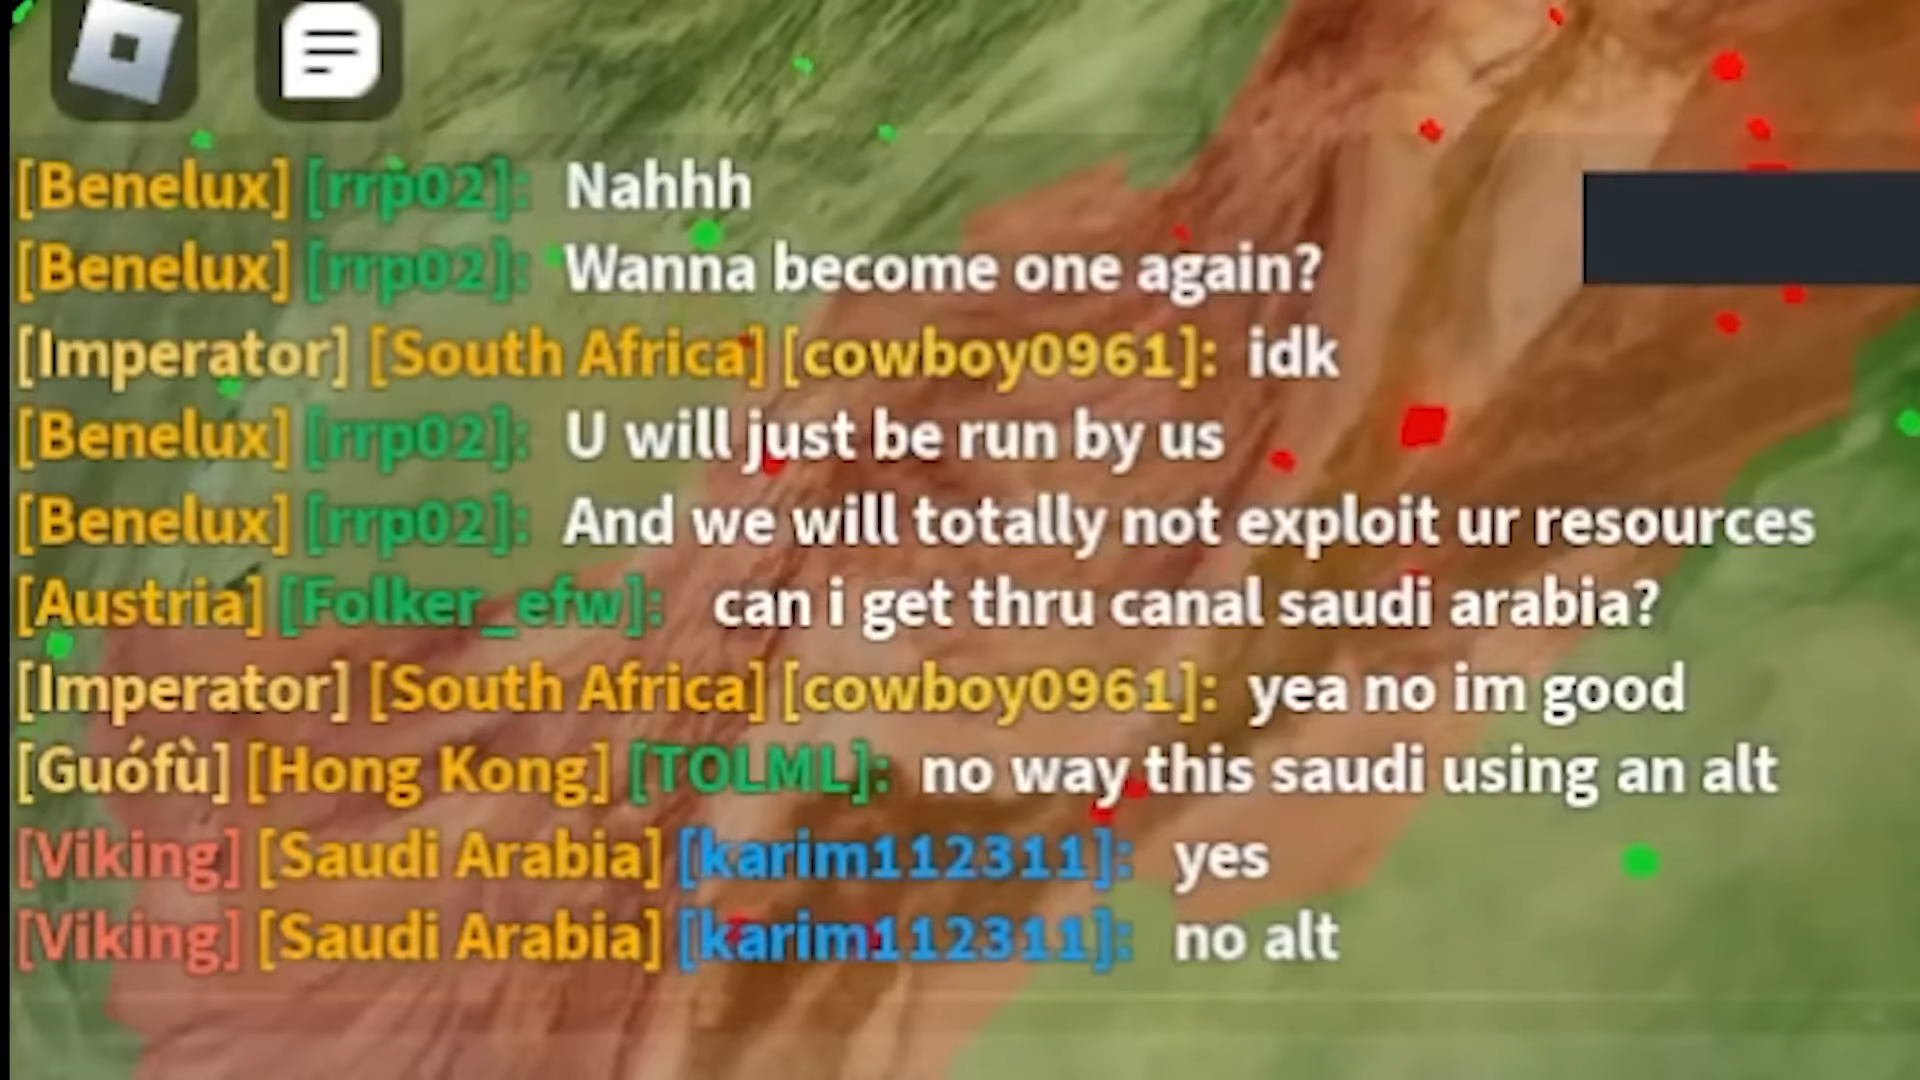 [Benelux] [rrp02]: Nahhh
[Benelux] [rrp02]: Wanna become one again?
[Imperator] [South Africa] [cowboy0961]: idk
[Benelux] [rrp02]: U will just be run by us
[Benelux] [rrp02]: And we will totally not exploit ur resources
[Austria] [Folker_efw]: can i get thru canal saudi arabia?
[Imperator] [South Africa] [cowboy0961]: yea no im good
[Guófù] [Hong Kong] [TOLML]: no way this saudi using an alt
[Viking] [Saudi Arabia] [karim112311]: yes
[Viking] [Saudi Arabia] [karim112311]: no alt